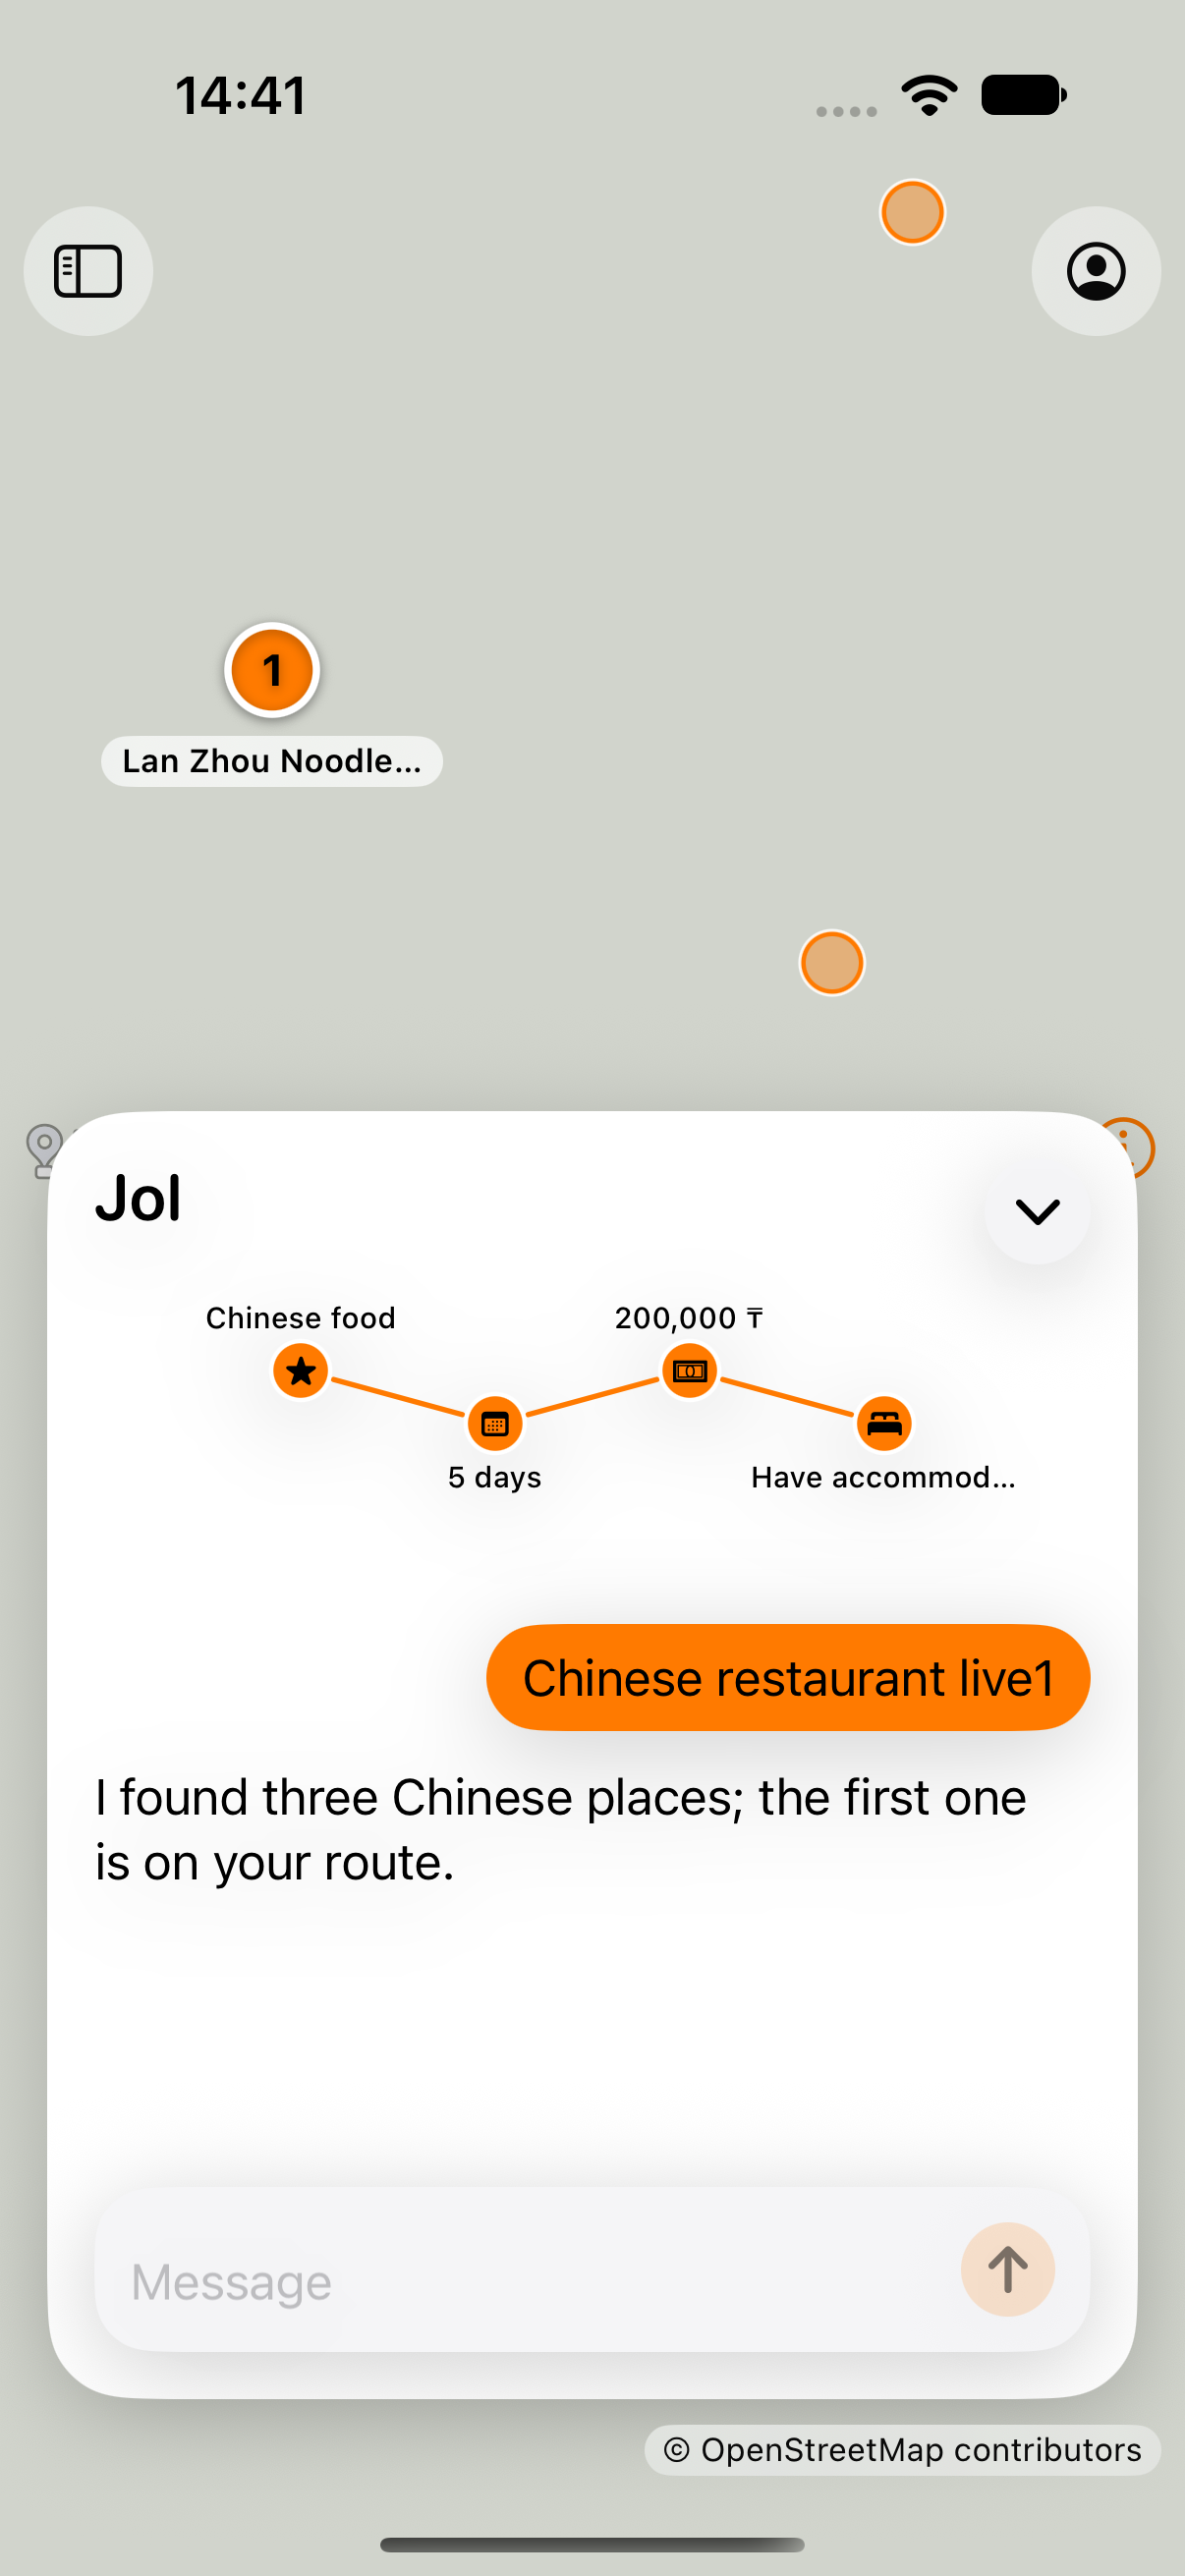 14:41
1
Lan Zhou Noodle...
Jol
Chinese food
200,000 ₸
5 days
Have accommod...
Chinese restaurant live1
I found three Chinese places; the first one
is on your route.
Message
© OpenStreetMap contributors